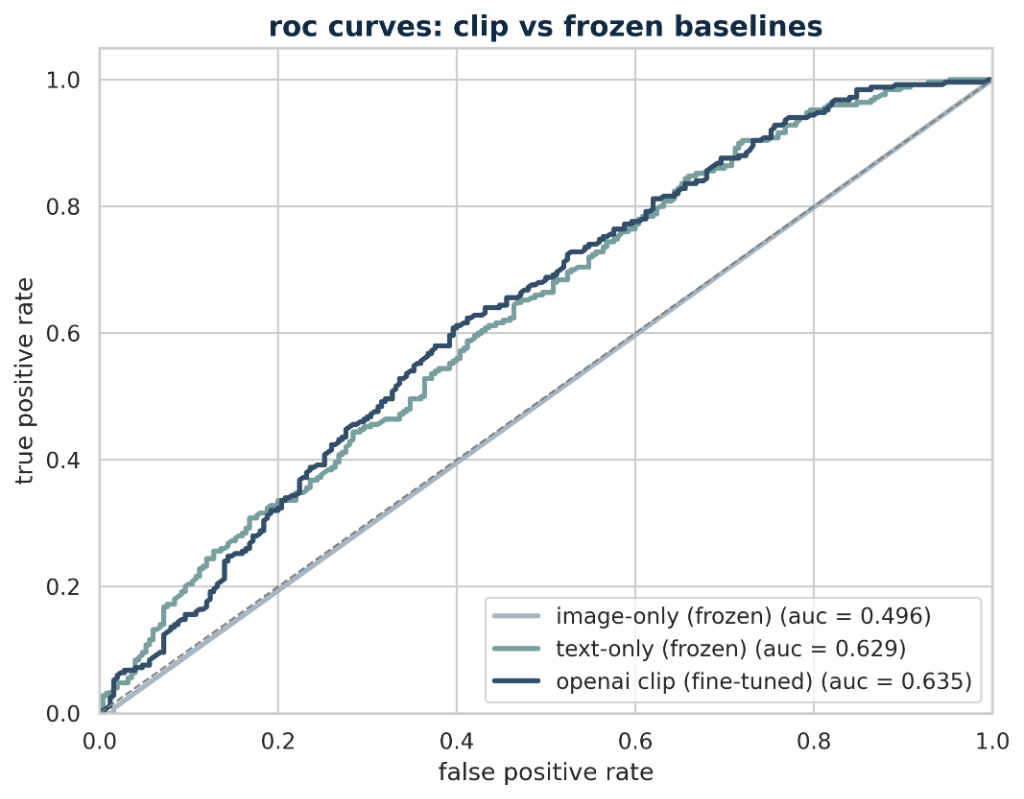 roc curves: clip vs frozen baselines
1.0
0.8
0.6
0.4
0.2
0.0
true positive rate
image-only (frozen) (auc = 0.496)
text-only (frozen) (auc = 0.629)
openai clip (fine-tuned) (auc = 0.635)
0.0 0.2 0.4 0.6 0.8 1.0
false positive rate